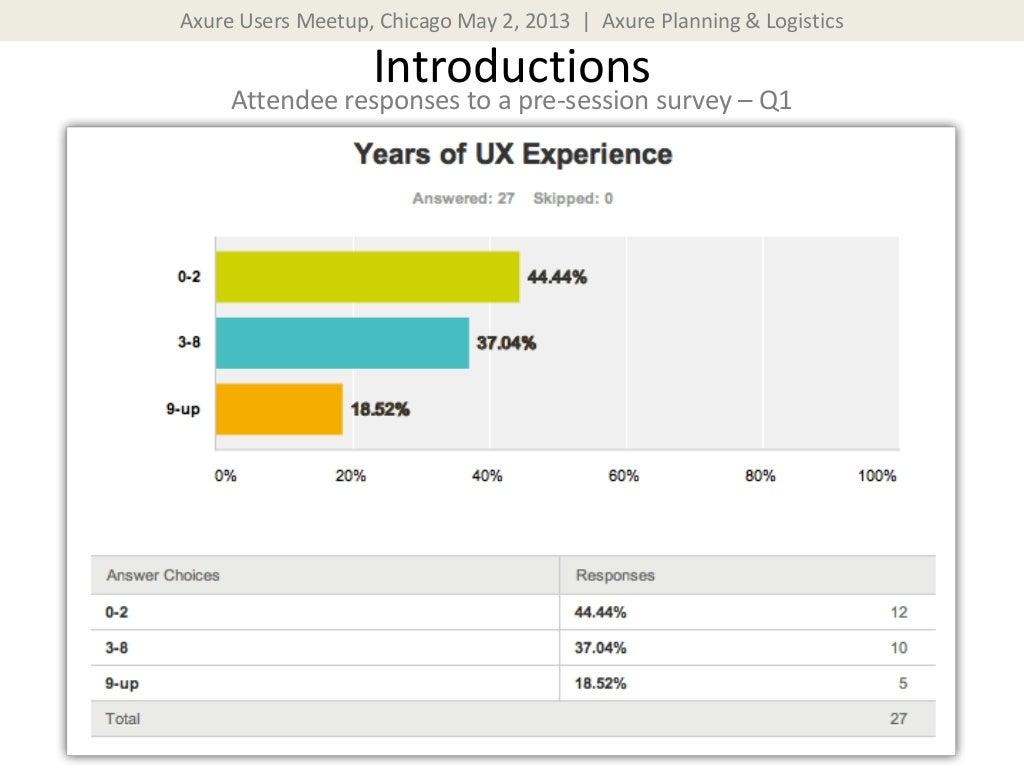 Axure Users Meetup, Chicago May 2, 2013 | Axure Planning & Logistics
Introductions
Attendee responses to a pre-session survey – Q1
Years of UX Experience
Answered: 27 Skipped: 0
0-2 44.44%
3-8 37.04%
9-up 18.52%
0% 20% 40% 60% 80% 100%
Answer Choices Responses
0-2 44.44% 12
3-8 37.04% 10
9-up 18.52% 5
Total 27